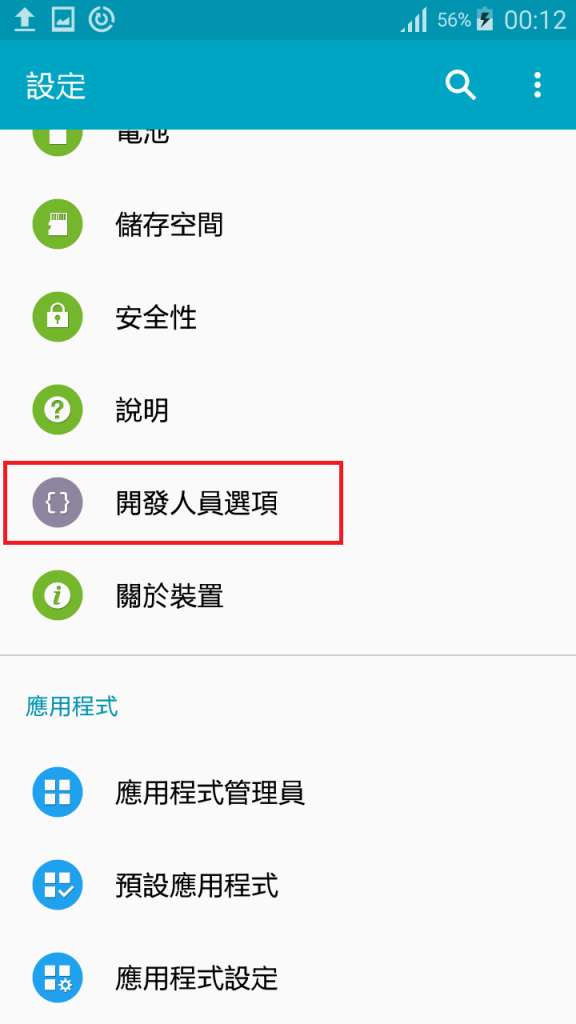 56% 00:12
設定
電池
儲存空間
安全性
說明
{} 開發人員選項
關於裝置
應用程式
應用程式管理員
預設應用程式
應用程式設定